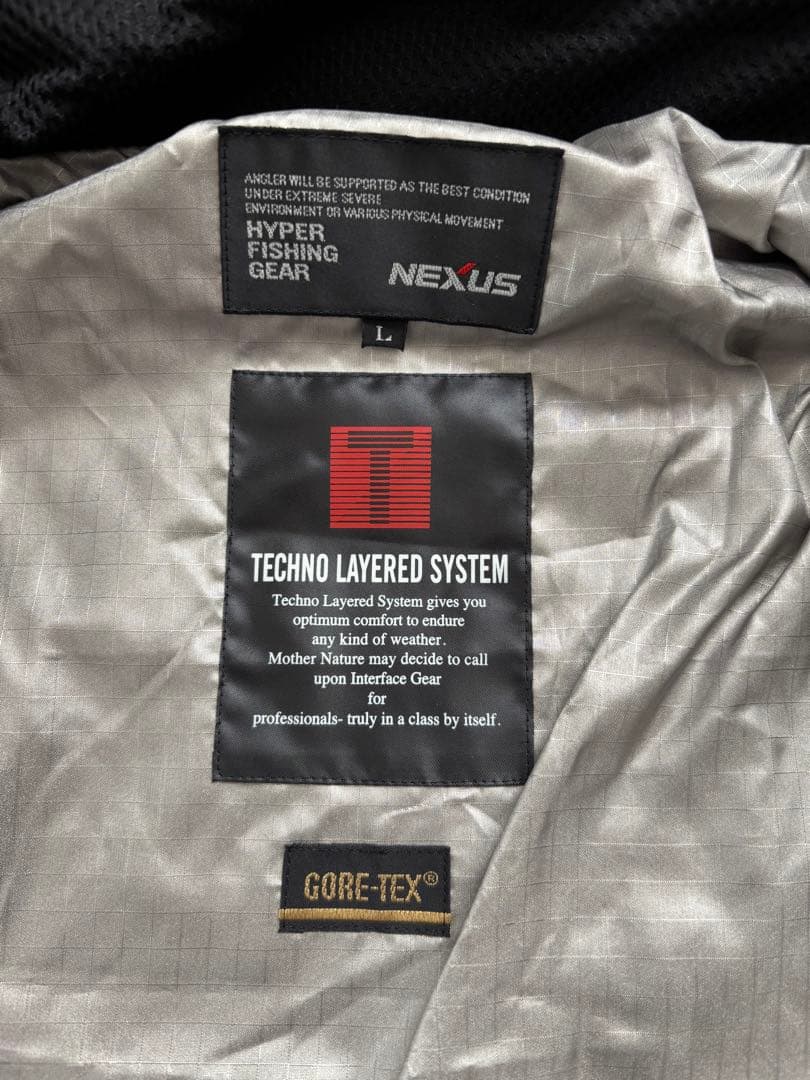 ANGLER WILL BE SUPPORTED AS THE BEST CONDITION
UNDER EXTREME SEVERE
ENVIRONMENT OR VARIOUS PHYSICAL MOVEMENT
HYPER
FISHING
GEAR
NEXUS
L
T
TECHNO LAYERED SYSTEM
Techno Layered System gives you
optimum comfort to endure
any kind of weather.
Mother Nature may decide to call
upon Interface Gear
for
professionals- truly in a class by itself.
GORE-TEX®